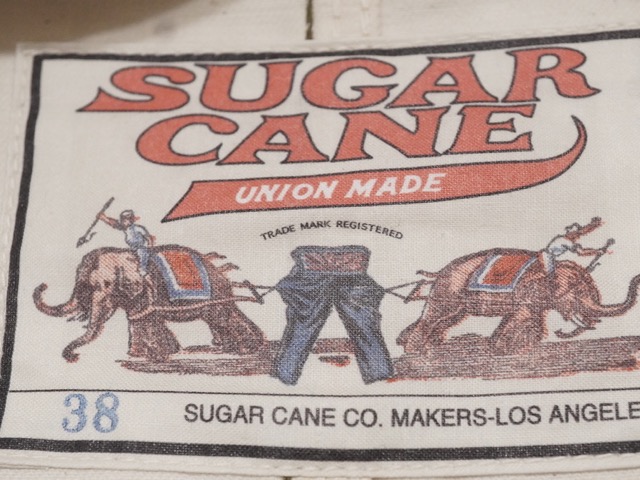 SUGAR
CANE
UNION MADE
TRADE MARK REGISTERED
38
SUGAR CANE CO. MAKERS-LOS ANGELE